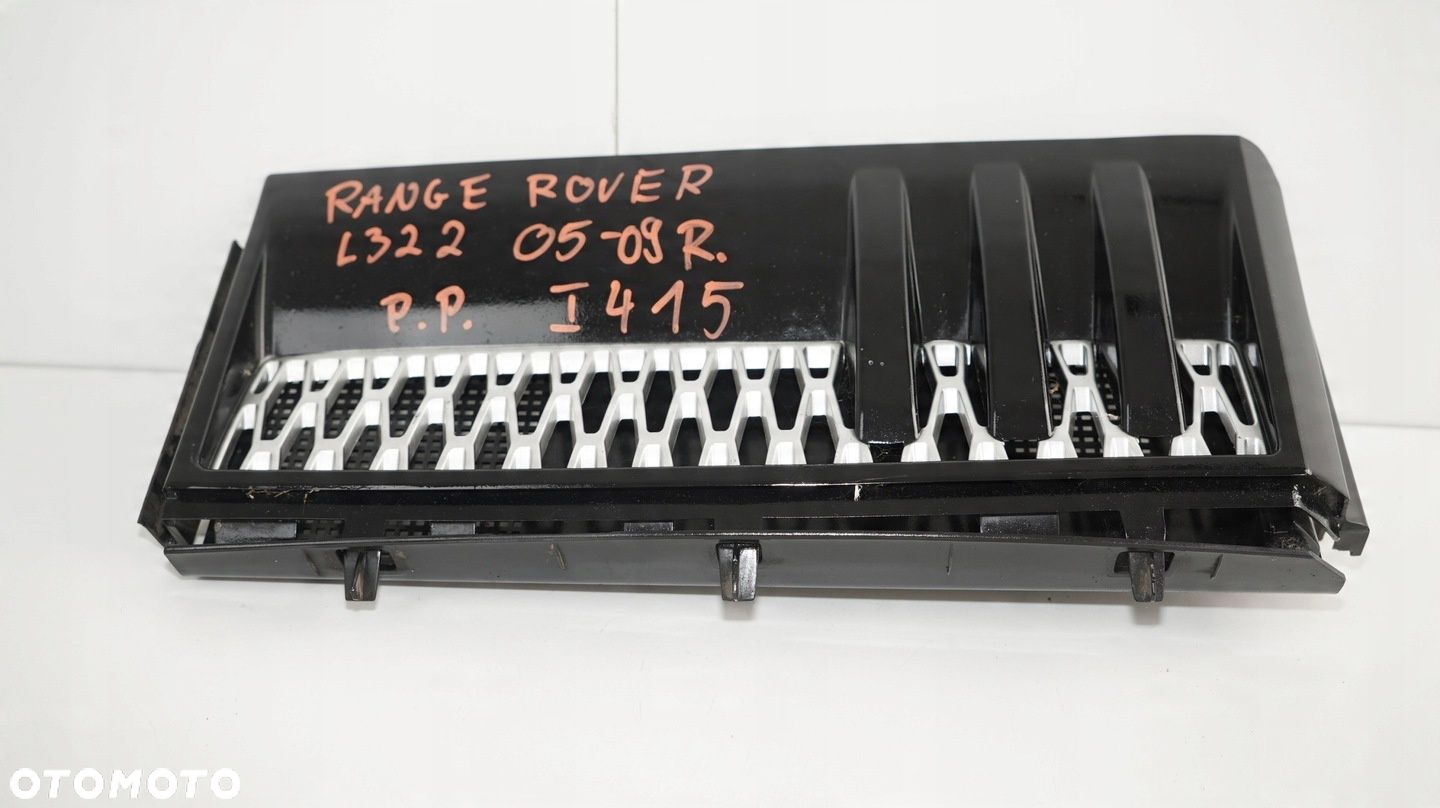 RANGE ROVER
L322 05-09R.
P.P. I415
OTOMOTO